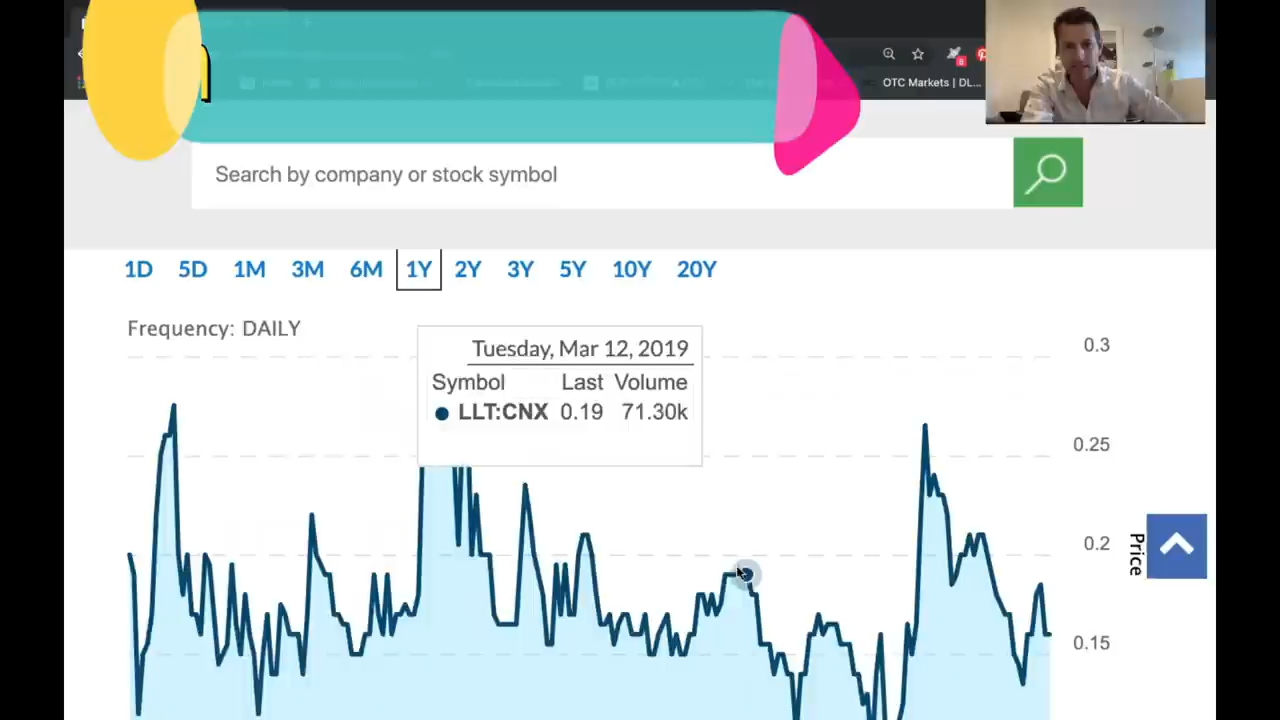 OTC Markets | DL...
Search by company or stock symbol
1D 5D 1M 3M 6M 1Y 2Y 3Y 5Y 10Y 20Y
Frequency: DAILY
Tuesday, Mar 12, 2019
Symbol Last Volume
LLT:CNX 0.19 71.30k
0.3
0.25
0.2
0.15
Price